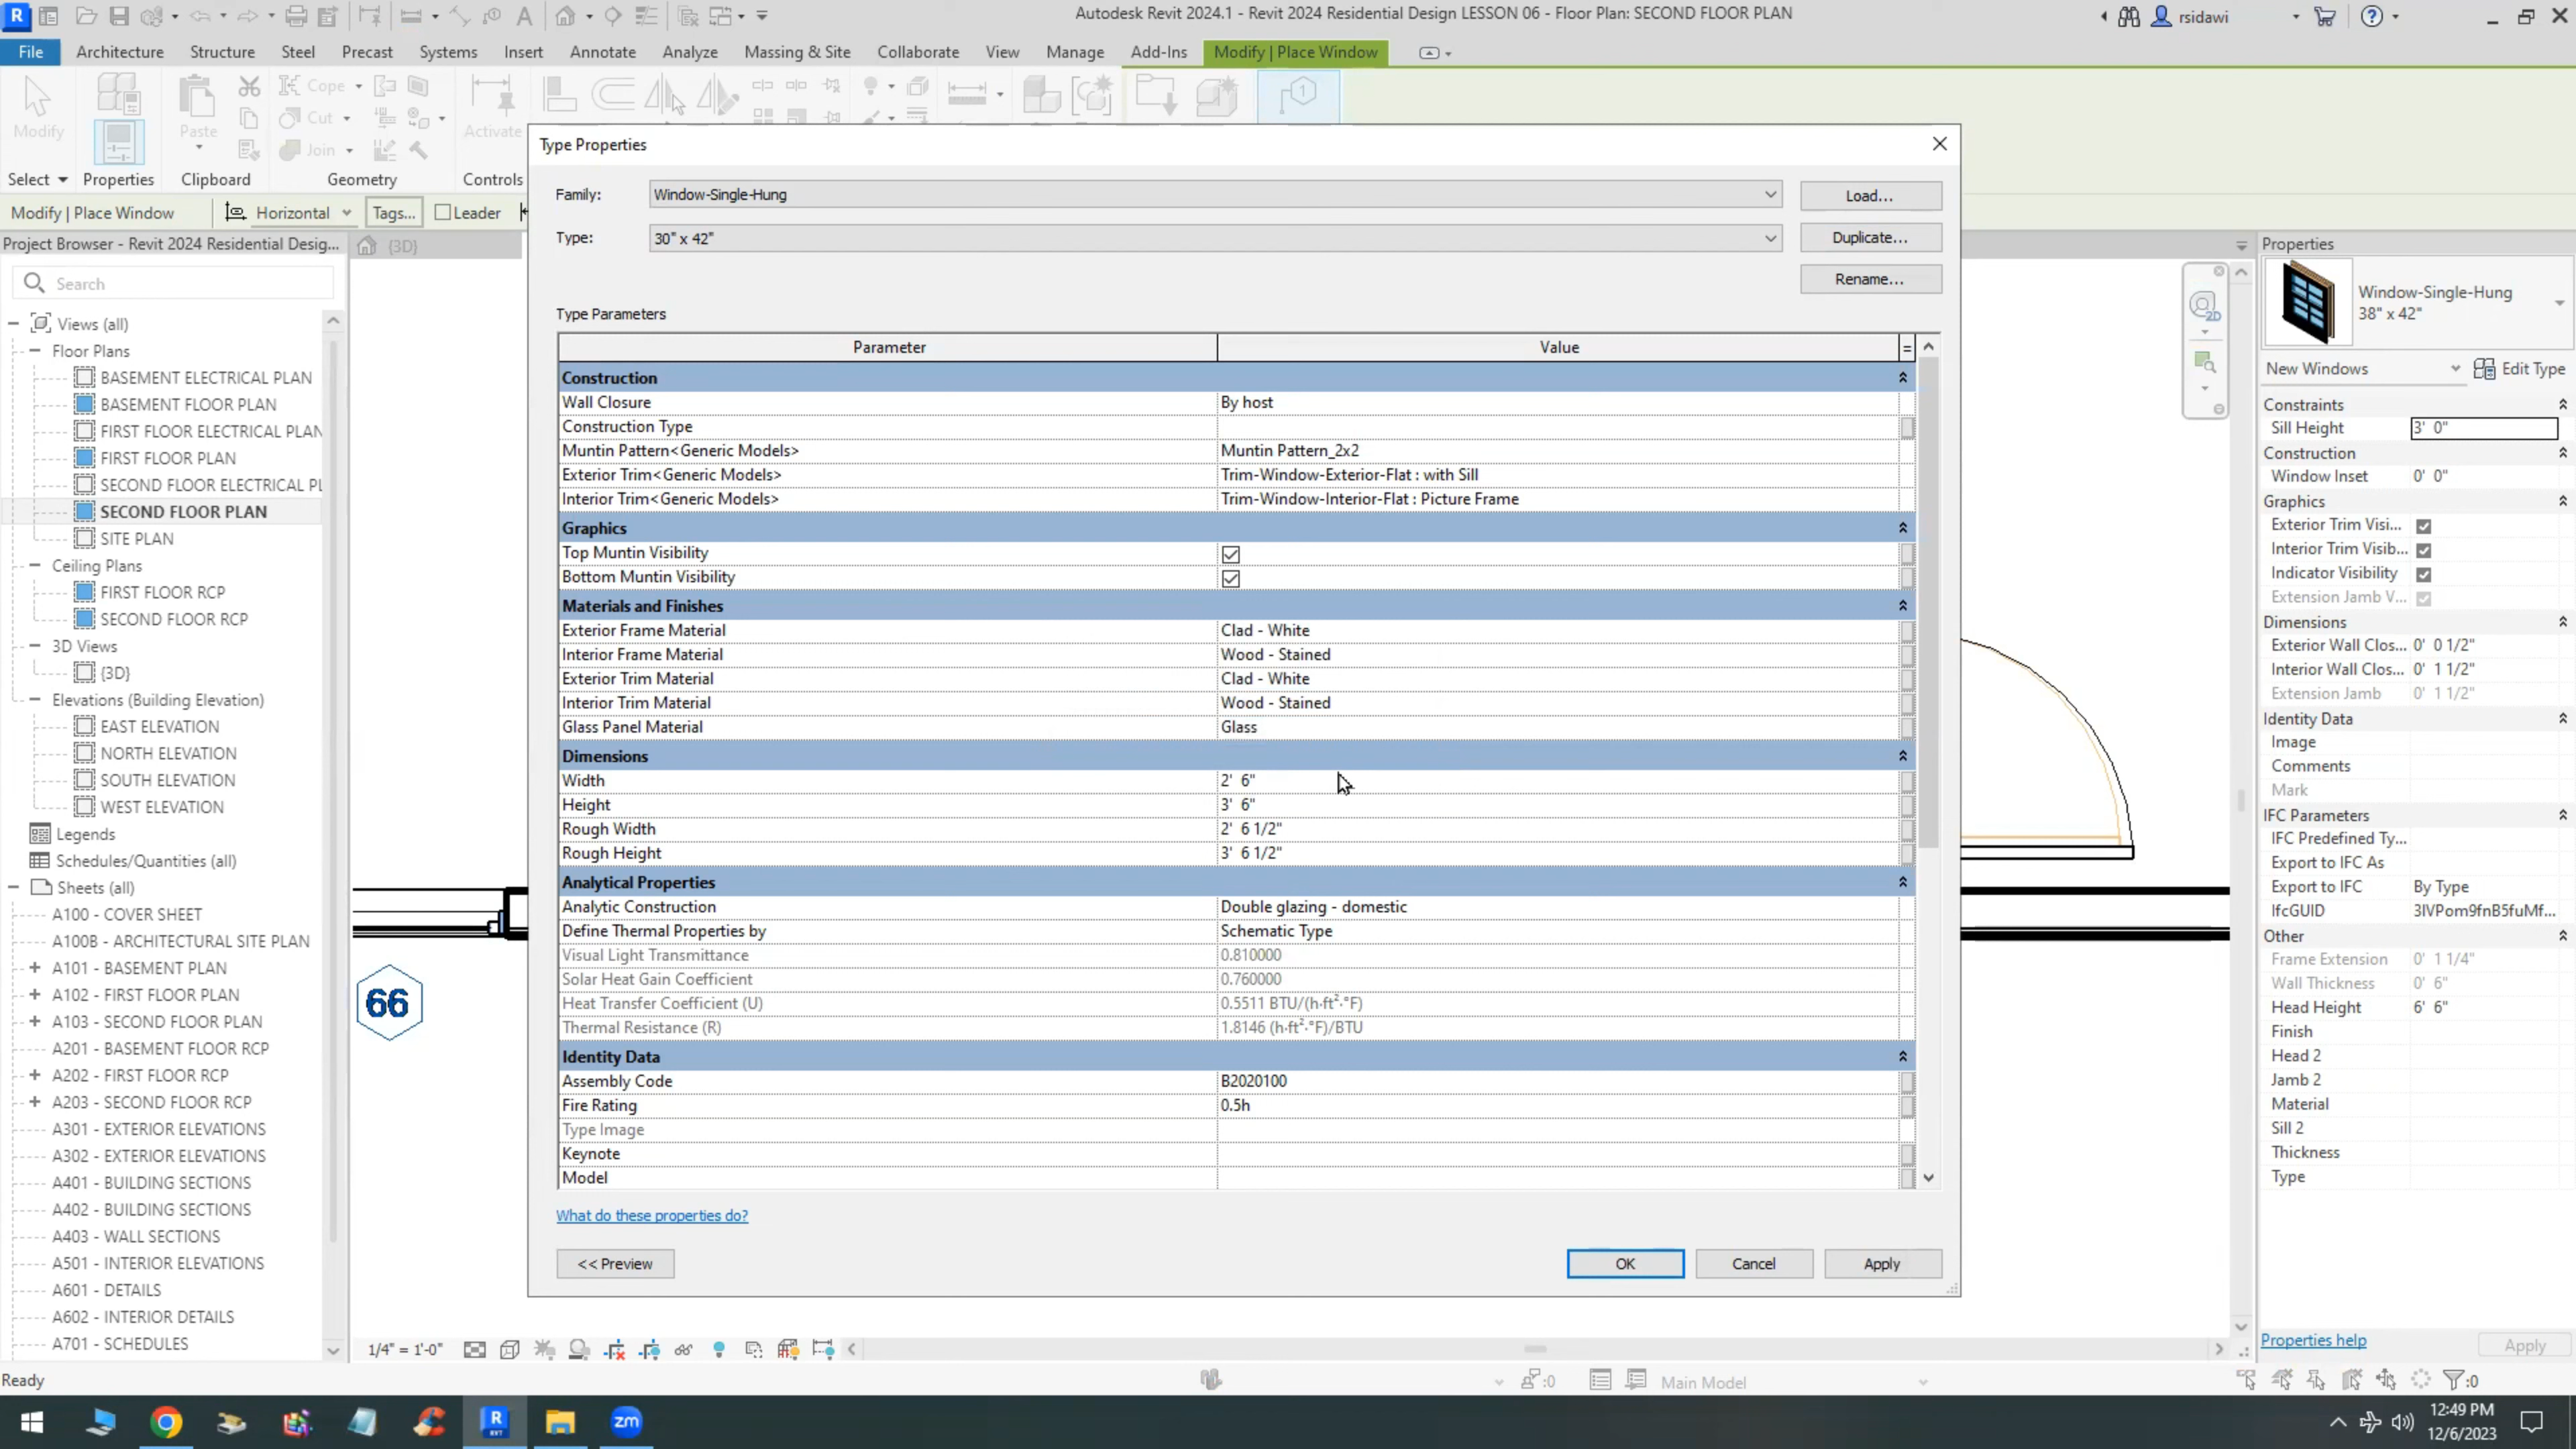 Autodesk Revit 2024.1 - Revit 2024 Residential Design LESSON 06 - Floor Plan: SECOND FLOOR PLAN
rsidawi
File Architecture Structure Steel Precast Systems Insert Annotate Analyze Massing & Site Collaborate View Manage Add-Ins Modify | Place Window
Modify
Paste
Cope
Cut
Join
Activate
Select Properties Clipboard Geometry Controls
Modify | Place Window Horizontal Tags... Leader
Project Browser - Revit 2024 Residential Desig...
{3D}
Search
Views (all)
Floor Plans
BASEMENT ELECTRICAL PLAN
BASEMENT FLOOR PLAN
FIRST FLOOR ELECTRICAL PLAN
FIRST FLOOR PLAN
SECOND FLOOR ELECTRICAL PL
SECOND FLOOR PLAN
SITE PLAN
Ceiling Plans
FIRST FLOOR RCP
SECOND FLOOR RCP
3D Views
{3D}
Elevations (Building Elevation)
EAST ELEVATION
NORTH ELEVATION
SOUTH ELEVATION
WEST ELEVATION
Legends
Schedules/Quantities (all)
Sheets (all)
A100 - COVER SHEET
A100B - ARCHITECTURAL SITE PLAN
A101 - BASEMENT PLAN
A102 - FIRST FLOOR PLAN
A103 - SECOND FLOOR PLAN
A201 - BASEMENT FLOOR RCP
A202 - FIRST FLOOR RCP
A203 - SECOND FLOOR RCP
A301 - EXTERIOR ELEVATIONS
A302 - EXTERIOR ELEVATIONS
A401 - BUILDING SECTIONS
A402 - BUILDING SECTIONS
A403 - WALL SECTIONS
A501 - INTERIOR ELEVATIONS
A601 - DETAILS
A602 - INTERIOR DETAILS
A701 - SCHEDULES
66
Type Properties
Family: Window-Single-Hung Load...
Type: 30" x 42" Duplicate...
Rename...
Type Parameters
Parameter Value =
Construction
Wall Closure By host
Construction Type
Muntin Pattern<Generic Models> Muntin Pattern_2x2
Exterior Trim<Generic Models> Trim-Window-Exterior-Flat : with Sill
Interior Trim<Generic Models> Trim-Window-Interior-Flat : Picture Frame
Graphics
Top Muntin Visibility
Bottom Muntin Visibility
Materials and Finishes
Exterior Frame Material Clad - White
Interior Frame Material Wood - Stained
Exterior Trim Material Clad - White
Interior Trim Material Wood - Stained
Glass Panel Material Glass
Dimensions
Width 2' 6"
Height 3' 6"
Rough Width 2' 6 1/2"
Rough Height 3' 6 1/2"
Analytical Properties
Analytic Construction Double glazing - domestic
Define Thermal Properties by Schematic Type
Visual Light Transmittance 0.810000
Solar Heat Gain Coefficient 0.760000
Heat Transfer Coefficient (U) 0.5511 BTU/(h·ft²·°F)
Thermal Resistance (R) 1.8146 (h·ft²·°F)/BTU
Identity Data
Assembly Code B2020100
Fire Rating 0.5h
Type Image
Keynote
Model
What do these properties do?
<< Preview OK Cancel Apply
2D
Properties
Window-Single-Hung
38" x 42"
New Windows Edit Type
Constraints
Sill Height 3' 0"
Construction
Window Inset 0' 0"
Graphics
Exterior Trim Visi...
Interior Trim Visib...
Indicator Visibility
Extension Jamb V...
Dimensions
Exterior Wall Clos... 0' 0 1/2"
Interior Wall Clos... 0' 1 1/2"
Extension Jamb 0' 1 1/2"
Identity Data
Image
Comments
Mark
IFC Parameters
IFC Predefined Ty...
Export to IFC As
Export to IFC By Type
IfcGUID 3IVPom9fnB5fuMf...
Other
Frame Extension 0' 1 1/4"
Wall Thickness 0' 6"
Head Height 6' 6"
Finish
Head 2
Jamb 2
Material
Sill 2
Thickness
Type
Properties help Apply
1/4" = 1'-0"
Ready :0 Main Model :0
R
RVT
zm
12:49 PM
12/6/2023